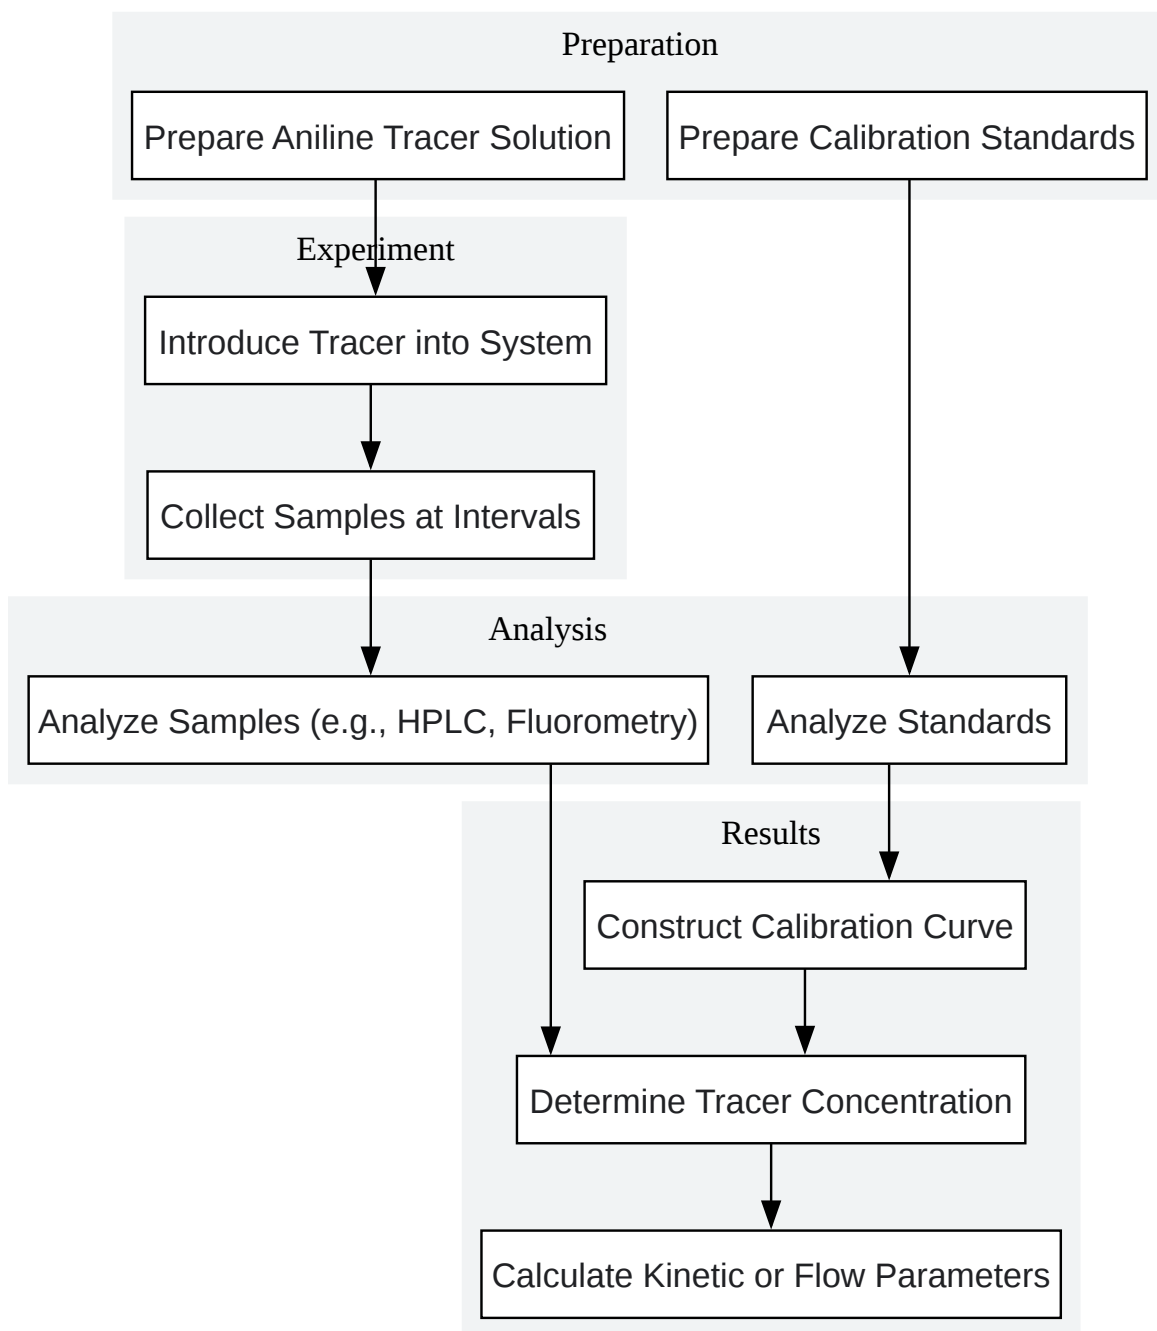 Preparation
Prepare Aniline Tracer Solution
Prepare Calibration Standards
Experiment
Introduce Tracer into System
Collect Samples at Intervals
Analysis
Analyze Samples (e.g., HPLC, Fluorometry)
Analyze Standards
Results
Construct Calibration Curve
Determine Tracer Concentration
Calculate Kinetic or Flow Parameters